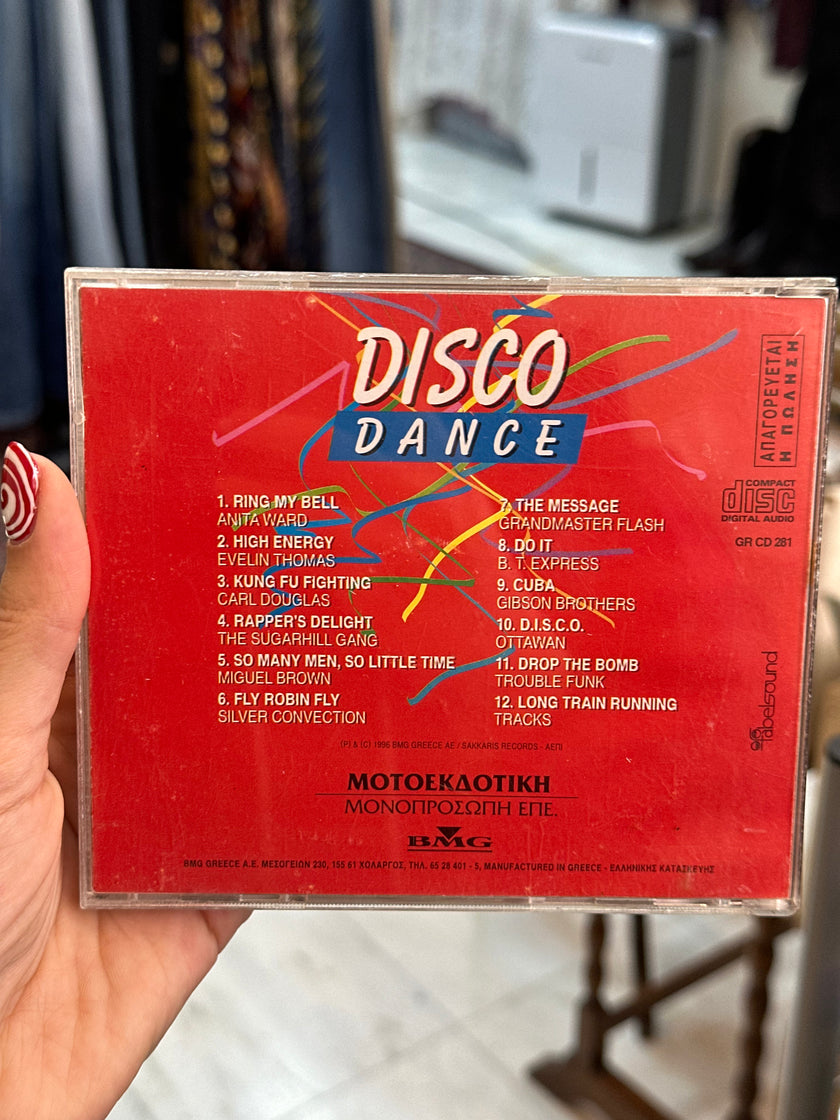 DISCO
DANCE
1. RING MY BELL
ANITA WARD
2. HIGH ENERGY
EVELIN THOMAS
3. KUNG FU FIGHTING
CARL DOUGLAS
4. RAPPER'S DELIGHT
THE SUGARHILL GANG
5. SO MANY MEN, SO LITTLE TIME
MIGUEL BROWN
6. FLY ROBIN FLY
SILVER CONVECTION
7. THE MESSAGE
GRANDMASTER FLASH
8. DO IT
B. T. EXPRESS
9. CUBA
GIBSON BROTHERS
10. D.I.S.C.O.
OTTAWAN
11. DROP THE BOMB
TROUBLE FUNK
12. LONG TRAIN RUNNING
TRACKS
ΑΠΑΓΟΡΕΥΕΤΑΙ
Η ΠΩΛΗΣΗ
COMPACT
disc
DIGITAL AUDIO
GR CD 281
fabelsound
(P) & (C) 1996 BMG GREECE AE / SAKKARIS RECORDS - ΑΕΠΙ
ΜΟΤΟΕΚΔΟΤΙΚΗ
ΜΟΝΟΠΡΟΣΩΠΗ ΕΠΕ.
BMG
BMG GREECE A.E. ΜΕΣΟΓΕΙΩΝ 230, 155 61 ΧΟΛΑΡΓΟΣ, ΤΗΛ. 65 28 401 - 5, MANUFACTURED IN GREECE - ΕΛΛΗΝΙΚΗΣ ΚΑΤΑΣΚΕΥΗΣ